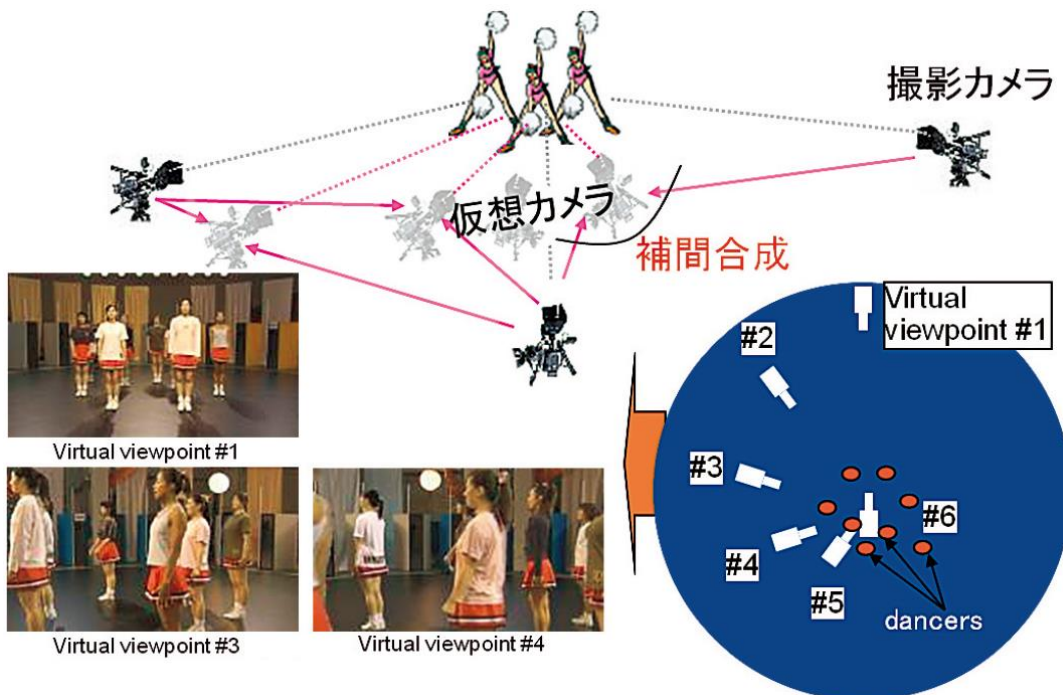 撮影カメラ
仮想カメラ
補間合成
Virtual
viewpoint #1
#2
#3
#4
#5
#6
dancers
Virtual viewpoint #1
Virtual viewpoint #3
Virtual viewpoint #4